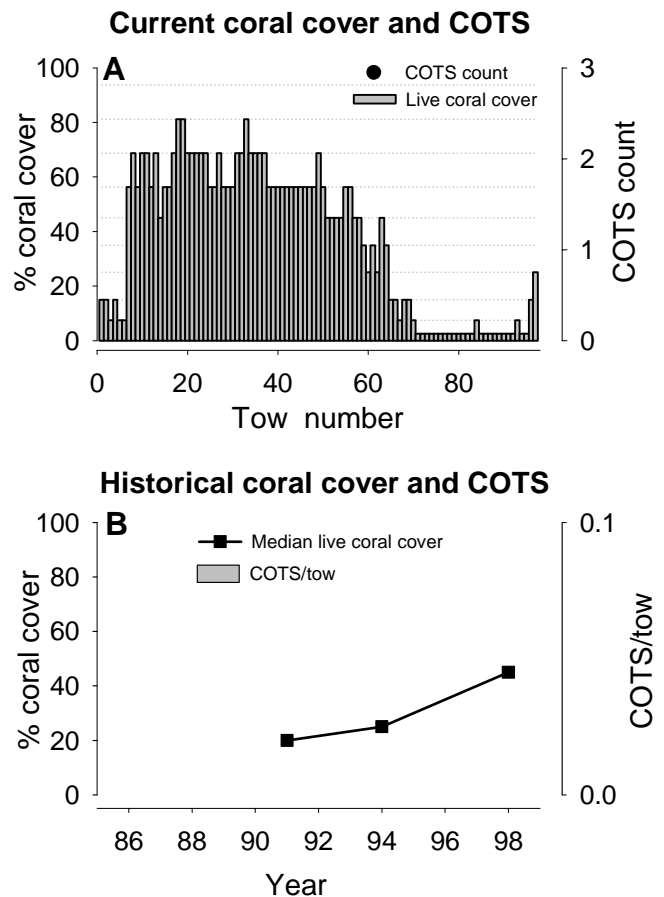 Current coral cover and COTS
A
COTS count
Live coral cover
100
80
60
40
20
0
% coral cover
3
2
1
0
COTS count
0 20 40 60 80
Tow number
Historical coral cover and COTS
B
Median live coral cover
COTS/tow
100
80
60
40
20
0
% coral cover
0.1
0.0
COTS/tow
86 88 90 92 94 96 98
Year